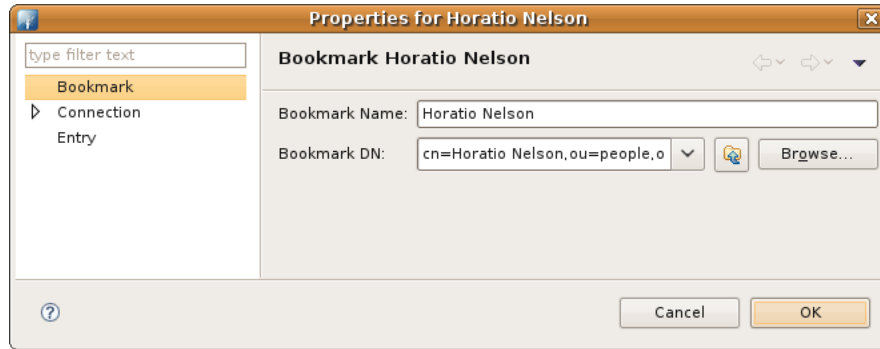 Properties for Horatio Nelson
type filter text
Bookmark
Connection
Entry
Bookmark Horatio Nelson
Bookmark Name: Horatio Nelson
Bookmark DN: cn=Horatio Nelson,ou=people,o Browse...
Cancel OK